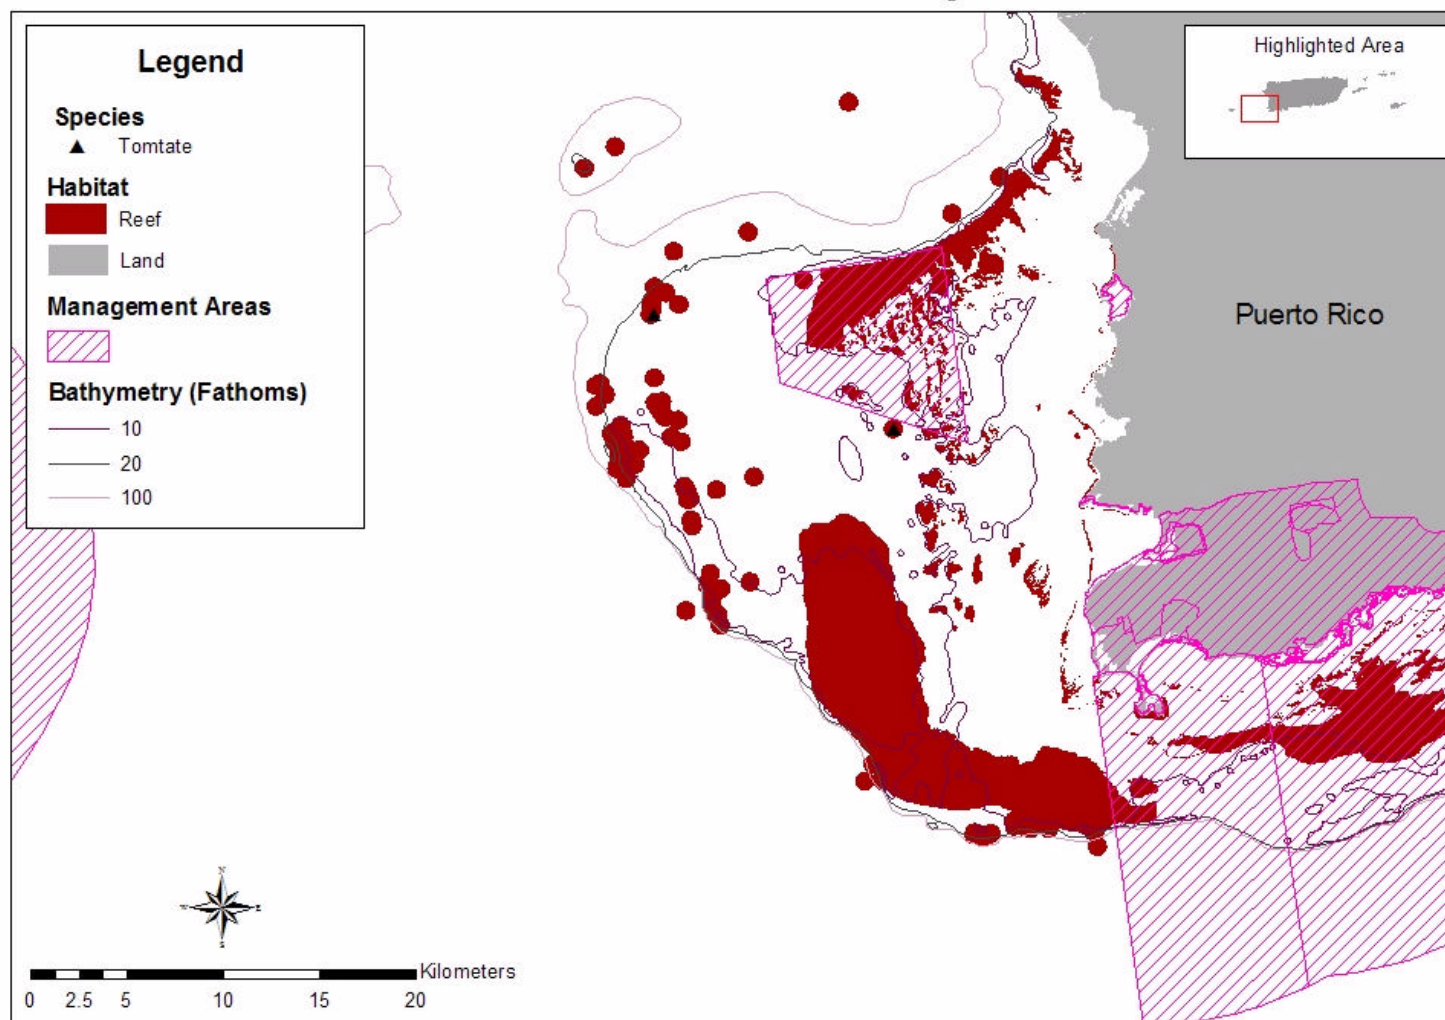 Legend
Species
Tomtate
Habitat
Reef
Land
Management Areas
Bathymetry (Fathoms)
10
20
100
Highlighted Area
Puerto Rico
N
W E
S
Kilometers
0 2.5 5 10 15 20